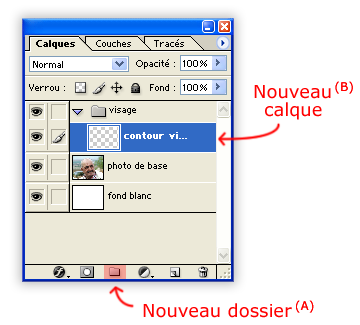 Calques Couches Tracés
Normal Opacité : 100%
Verrou : Fond : 100%
visage
contour vi...
photo de base
fond blanc
Nouveau (B)
calque
Nouveau dossier (A)